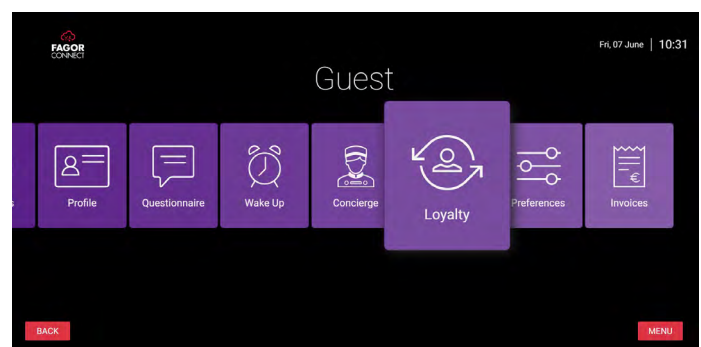 FAGOR
CONNECT
Fri, 07 June | 10:31
Guest
s
Profile
Questionnaire
Wake Up
Concierge
Loyalty
Preferences
Invoices
€
BACK
MENU